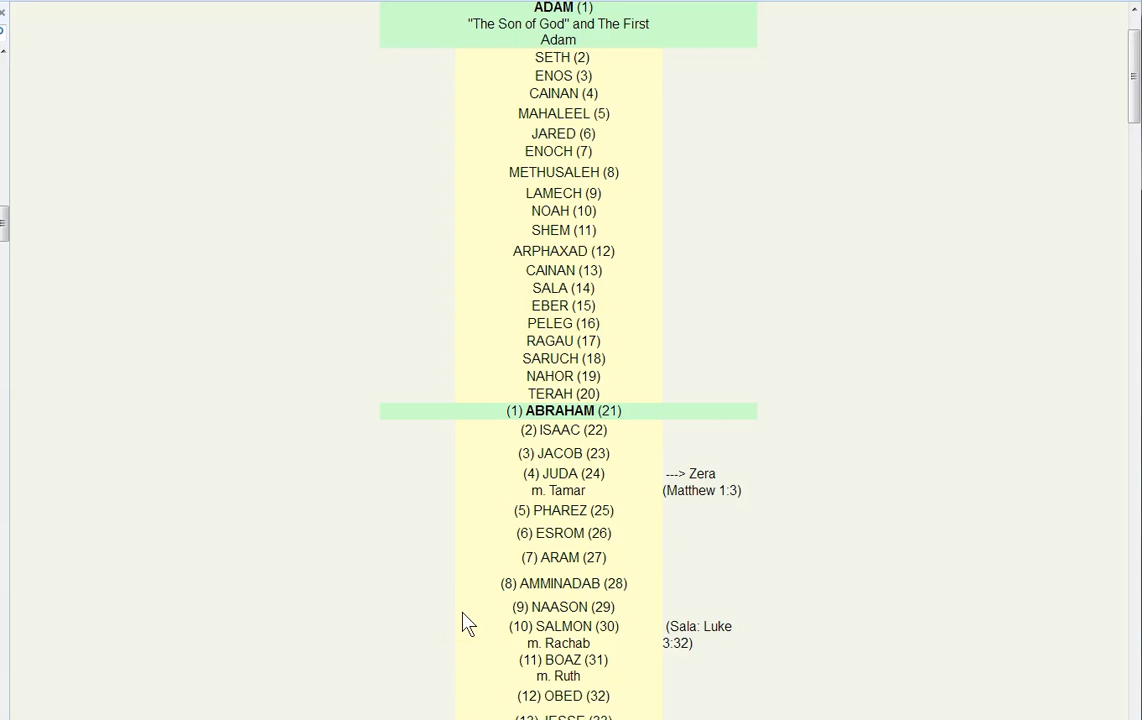 ADAM (1)
"The Son of God" and The First
Adam
SETH (2)
ENOS (3)
CAINAN (4)
MAHALEEL (5)
JARED (6)
ENOCH (7)
METHUSALEH (8)
LAMECH (9)
NOAH (10)
SHEM (11)
ARPHAXAD (12)
CAINAN (13)
SALA (14)
EBER (15)
PELEG (16)
RAGAU (17)
SARUCH (18)
NAHOR (19)
TERAH (20)
(1) ABRAHAM (21)
(2) ISAAC (22)
(3) JACOB (23)
(4) JUDA (24) ---> Zera
m. Tamar (Matthew 1:3)
(5) PHAREZ (25)
(6) ESROM (26)
(7) ARAM (27)
(8) AMMINADAB (28)
(9) NAASON (29)
(10) SALMON (30) (Sala: Luke
m. Rachab 3:32)
(11) BOAZ (31)
m. Ruth
(12) OBED (32)
(13) JESSE (33)